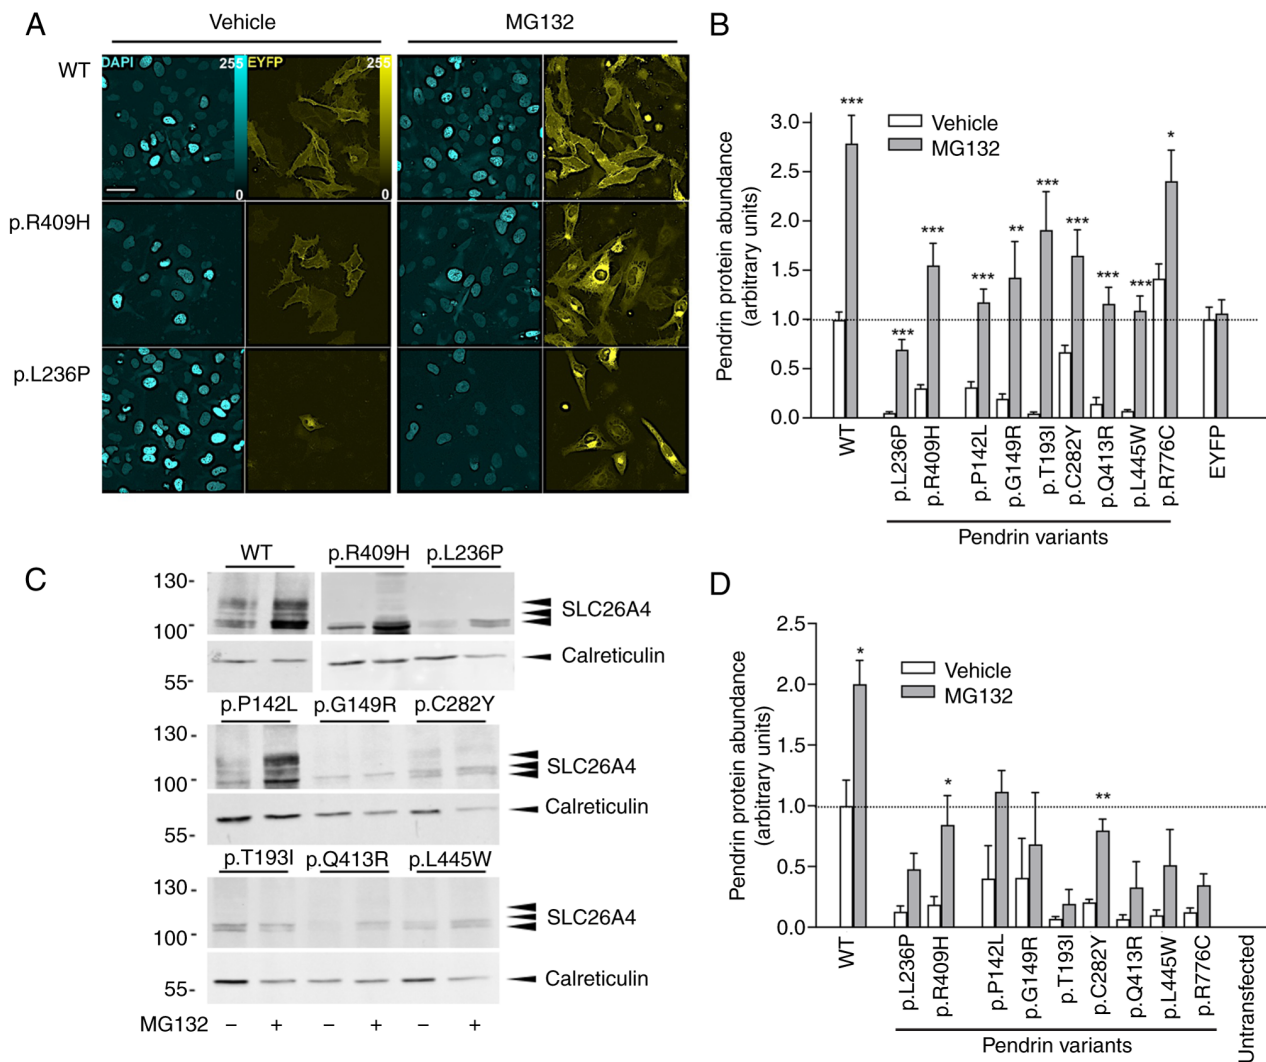 A
Vehicle
MG132
WT
DAPI
255
EYFP
255
0
0
p.R409H
p.L236P
B
Pendrin protein abundance
(arbitrary units)
3.0
2.5
2.0
1.5
1.0
0.5
0.0
Vehicle
MG132
***
***
***
***
**
***
***
***
***
*
WT
p.L236P
p.R409H
p.P142L
p.G149R
p.T193I
p.C282Y
p.Q413R
p.L445W
p.R776C
EYFP
Pendrin variants
C
WT
p.R409H
p.L236P
130-
100-
SLC26A4
Calreticulin
55-
p.P142L
p.G149R
p.C282Y
130-
100-
SLC26A4
Calreticulin
55-
p.T193I
p.Q413R
p.L445W
130-
100-
SLC26A4
Calreticulin
55-
MG132 – + – + – +
D
Pendrin protein abundance
(arbitrary units)
2.5
2.0
1.5
1.0
0.5
0.0
Vehicle
MG132
*
*
**
WT
p.L236P
p.R409H
p.P142L
p.G149R
p.T193I
p.C282Y
p.Q413R
p.L445W
p.R776C
Untransfected
Pendrin variants